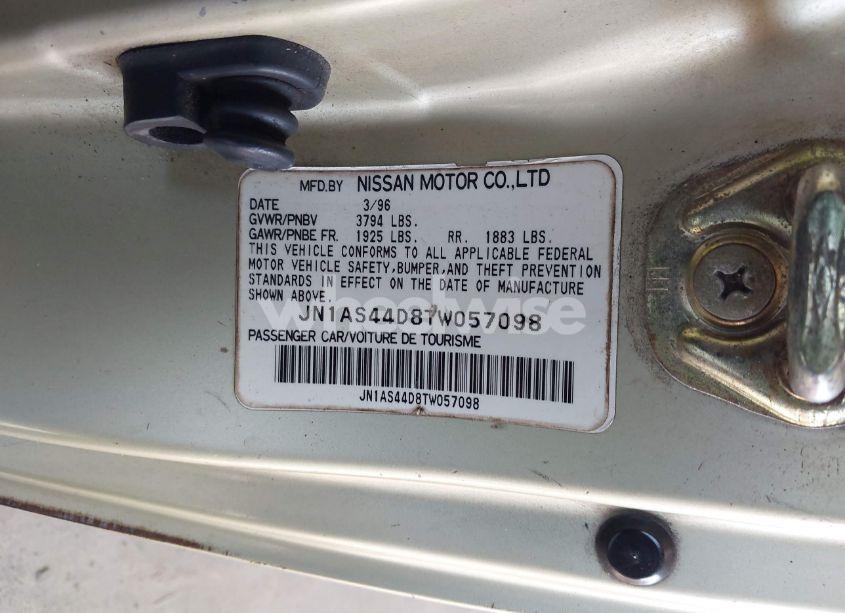 MFD.BY NISSAN MOTOR CO.,LTD
DATE 3/96
GVWR/PNBV 3794 LBS.
GAWR/PNBE FR. 1925 LBS. RR. 1883 LBS.
THIS VEHICLE CONFORMS TO ALL APPLICABLE FEDERAL
MOTOR VEHICLE SAFETY,BUMPER,AND THEFT PREVENTION
STANDARDS IN EFFECT ON THE DATE OF MANUFACTURE
SHOWN ABOVE.
wheelwise
JN1AS44D8TW057098
PASSENGER CAR/VOITURE DE TOURISME
JN1AS44D8TW057098